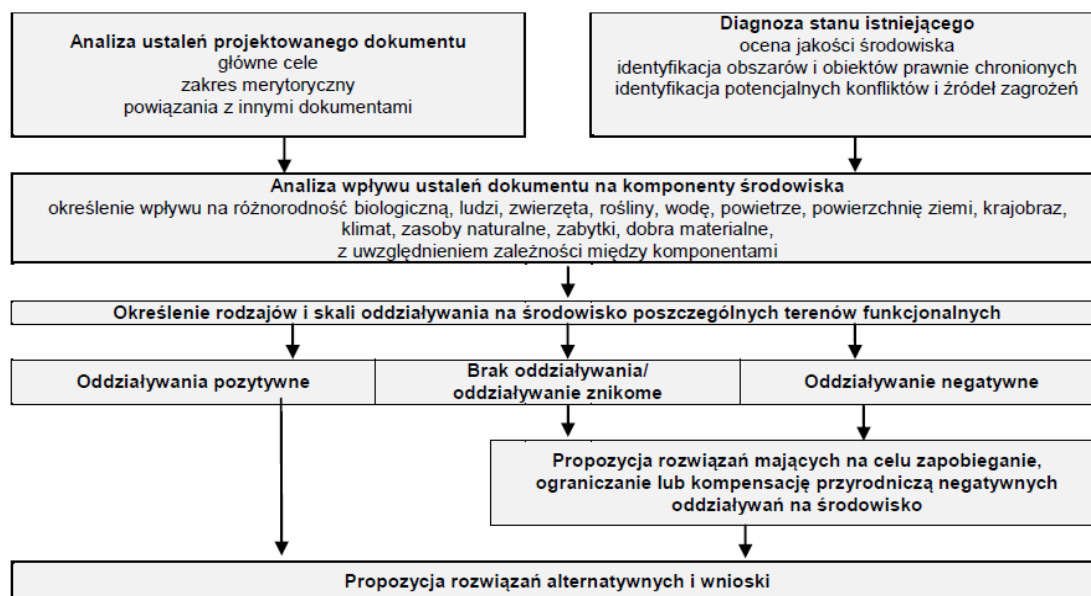 Analiza ustaleń projektowanego dokumentu
główne cele
zakres merytoryczny
powiązania z innymi dokumentami
Diagnoza stanu istniejącego
ocena jakości środowiska
identyfikacja obszarów i obiektów prawnie chronionych
identyfikacja potencjalnych konfliktów i źródeł zagrożeń
Analiza wpływu ustaleń dokumentu na komponenty środowiska
określenie wpływu na różnorodność biologiczną, ludzi, zwierzęta, rośliny, wodę, powietrze, powierzchnię ziemi, krajobraz,
klimat, zasoby naturalne, zabytki, dobra materialne,
z uwzględnieniem zależności między komponentami
Określenie rodzajów i skali oddziaływania na środowisko poszczególnych terenów funkcjonalnych
Oddziaływania pozytywne
Brak oddziaływania/
oddziaływanie znikome
Oddziaływanie negatywne
Propozycja rozwiązań mających na celu zapobieganie,
ograniczanie lub kompensację przyrodniczą negatywnych
oddziaływań na środowisko
Propozycja rozwiązań alternatywnych i wnioski